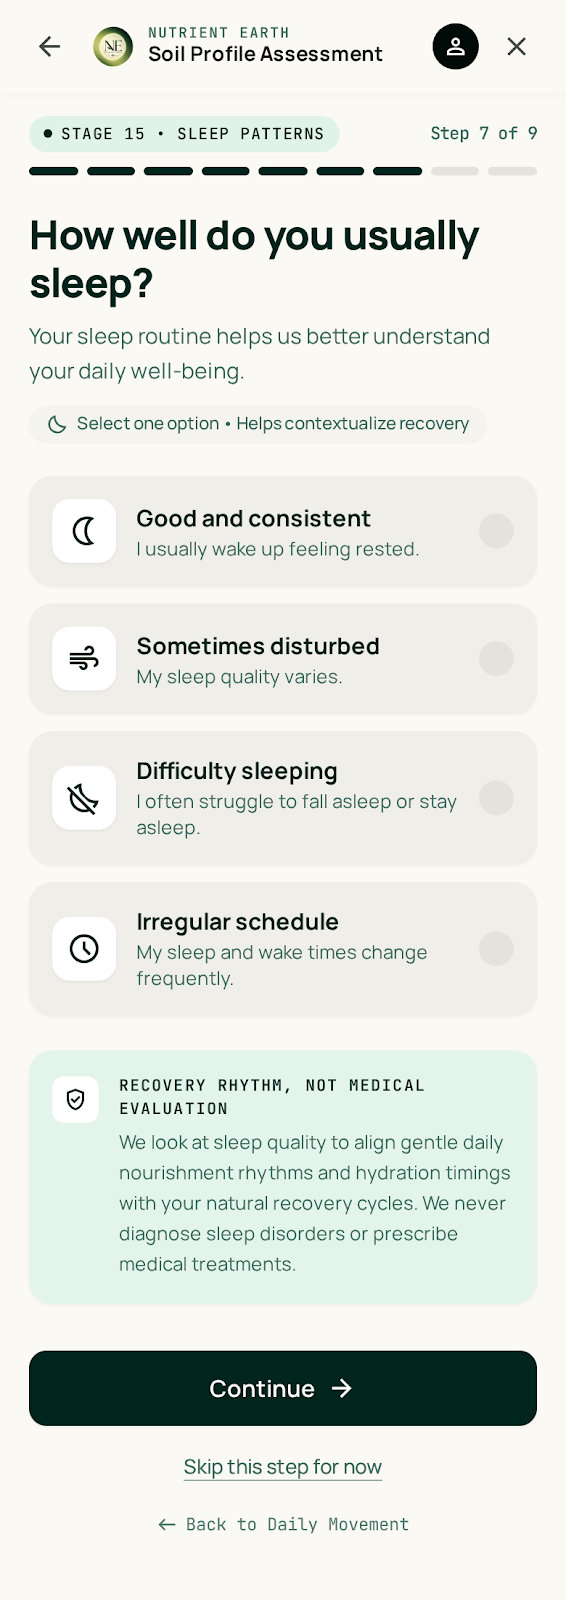 NUTRIENT EARTH
Soil Profile Assessment
NE
STAGE 15 • SLEEP PATTERNS
Step 7 of 9
How well do you usually
sleep?
Your sleep routine helps us better understand
your daily well-being.
Select one option • Helps contextualize recovery
Good and consistent
I usually wake up feeling rested.
Sometimes disturbed
My sleep quality varies.
Difficulty sleeping
I often struggle to fall asleep or stay
asleep.
Irregular schedule
My sleep and wake times change
frequently.
RECOVERY RHYTHM, NOT MEDICAL
EVALUATION
We look at sleep quality to align gentle daily
nourishment rhythms and hydration timings
with your natural recovery cycles. We never
diagnose sleep disorders or prescribe
medical treatments.
Continue →
Skip this step for now
← Back to Daily Movement